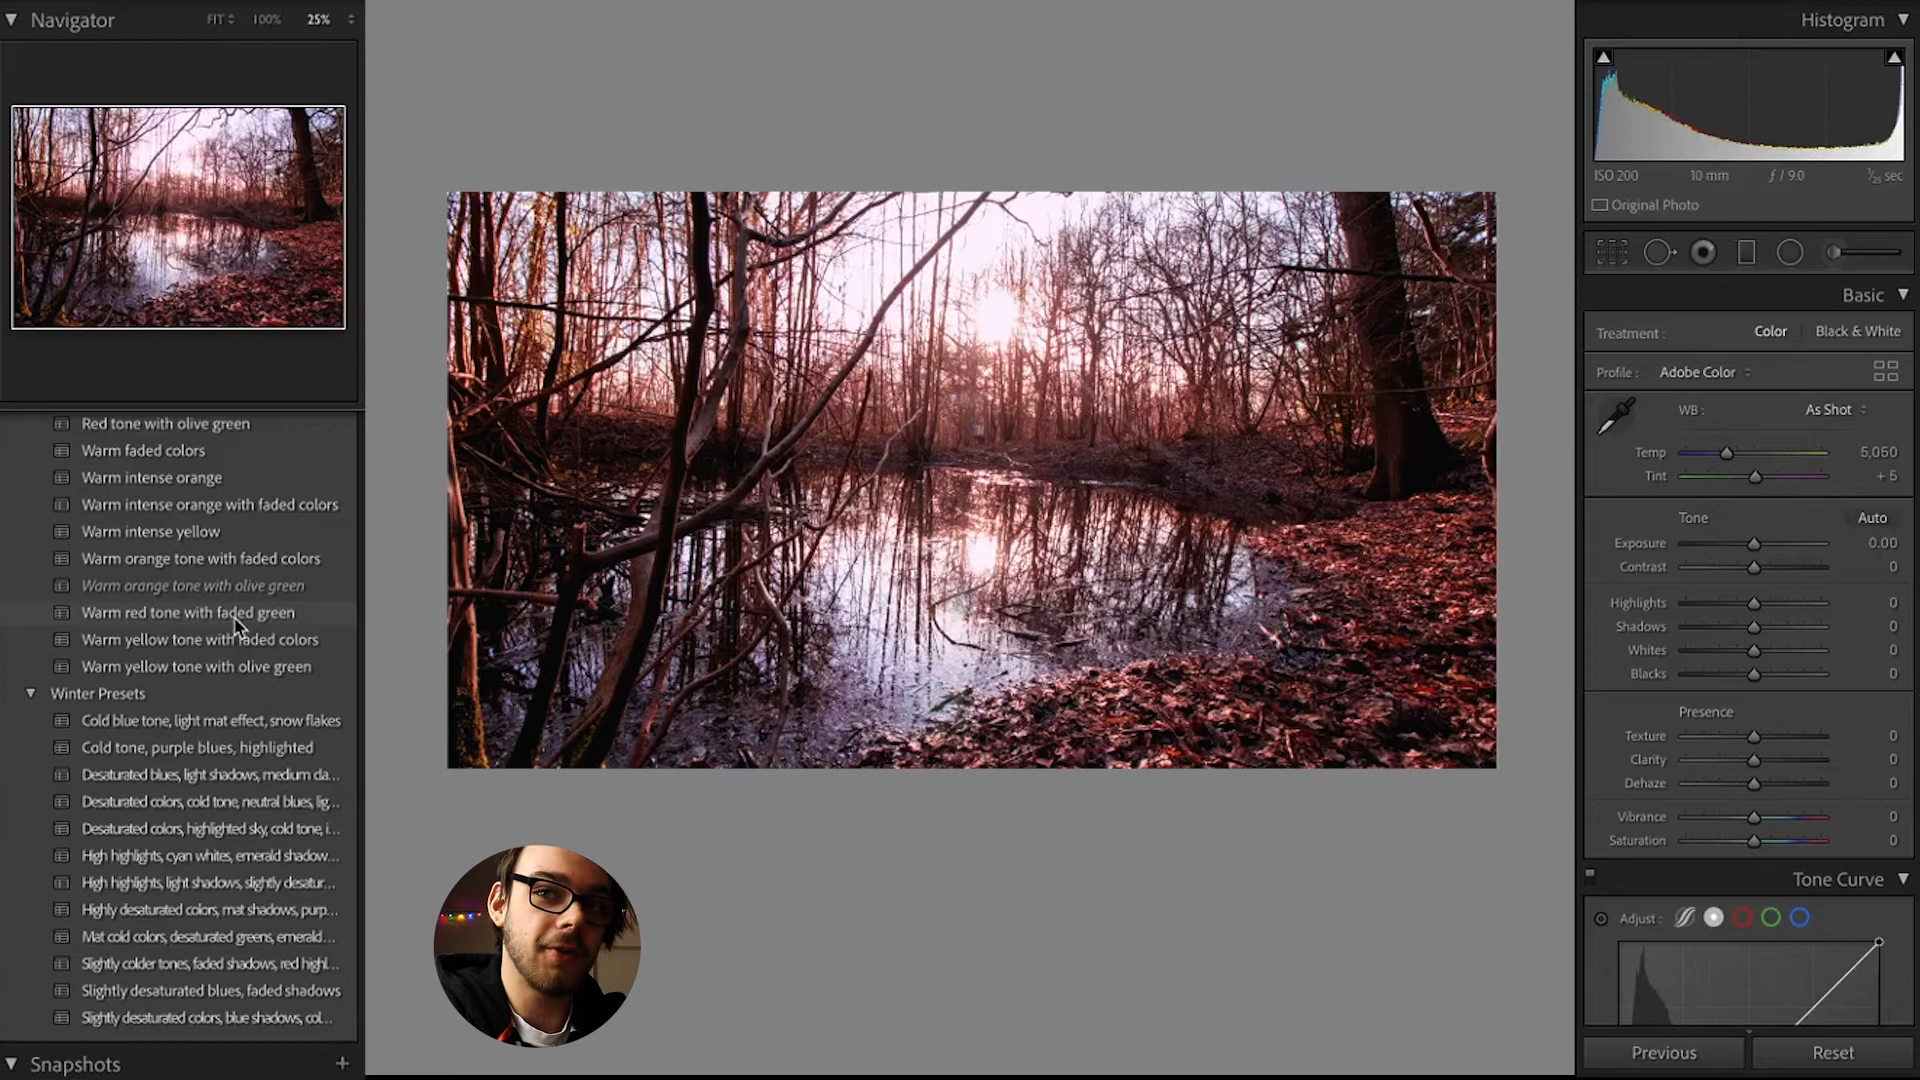 Navigator FIT 100% 25%
Red tone with olive green
Warm faded colors
Warm intense orange
Warm intense orange with faded colors
Warm intense yellow
Warm orange tone with faded colors
Warm orange tone with olive green
Warm red tone with faded green
Warm yellow tone with faded colors
Warm yellow tone with olive green
Winter Presets
Cold blue tone, light mat effect, snow flakes
Cold tone, purple blues, highlighted
Desaturated blues, light shadows, medium cla...
Desaturated colors, cold tone, neutral blues, lig...
Desaturated colors, highlighted sky, cold tone, i...
High highlights, cyan whites, emerald shadow...
High highlights, light shadows, slightly desatur...
Highly desaturated colors, mat shadows, purp...
Mat cold colors, desaturated greens, emerald...
Slightly colder tones, faded shadows, red highl...
Slightly desaturated blues, faded shadows
Slightly desaturated colors, blue shadows, col...
Snapshots +
Histogram
ISO 200 10 mm ƒ / 9.0 1/25 sec
Original Photo
Basic
Treatment : Color Black & White
Profile : Adobe Color
WB : As Shot
Temp 5,050
Tint + 5
Tone Auto
Exposure 0.00
Contrast 0
Highlights 0
Shadows 0
Whites 0
Blacks 0
Presence
Texture 0
Clarity 0
Dehaze 0
Vibrance 0
Saturation 0
Tone Curve
Adjust :
Previous Reset